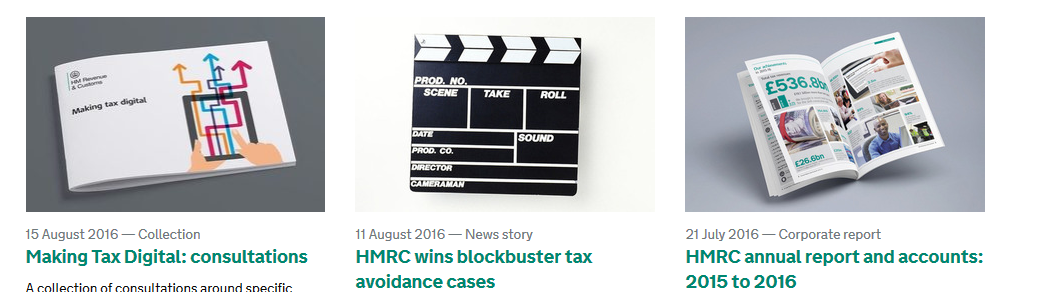 HM Revenue
& Customs
Making tax digital
PROD. NO.
SCENE TAKE ROLL
DATE
SOUND
PROD. CO.
DIRECTOR
CAMERAMAN
£536.8bn
£26.6bn
15 August 2016 — Collection
Making Tax Digital: consultations
A collection of consultations around specific
11 August 2016 — News story
HMRC wins blockbuster tax
avoidance cases
21 July 2016 — Corporate report
HMRC annual report and accounts:
2015 to 2016